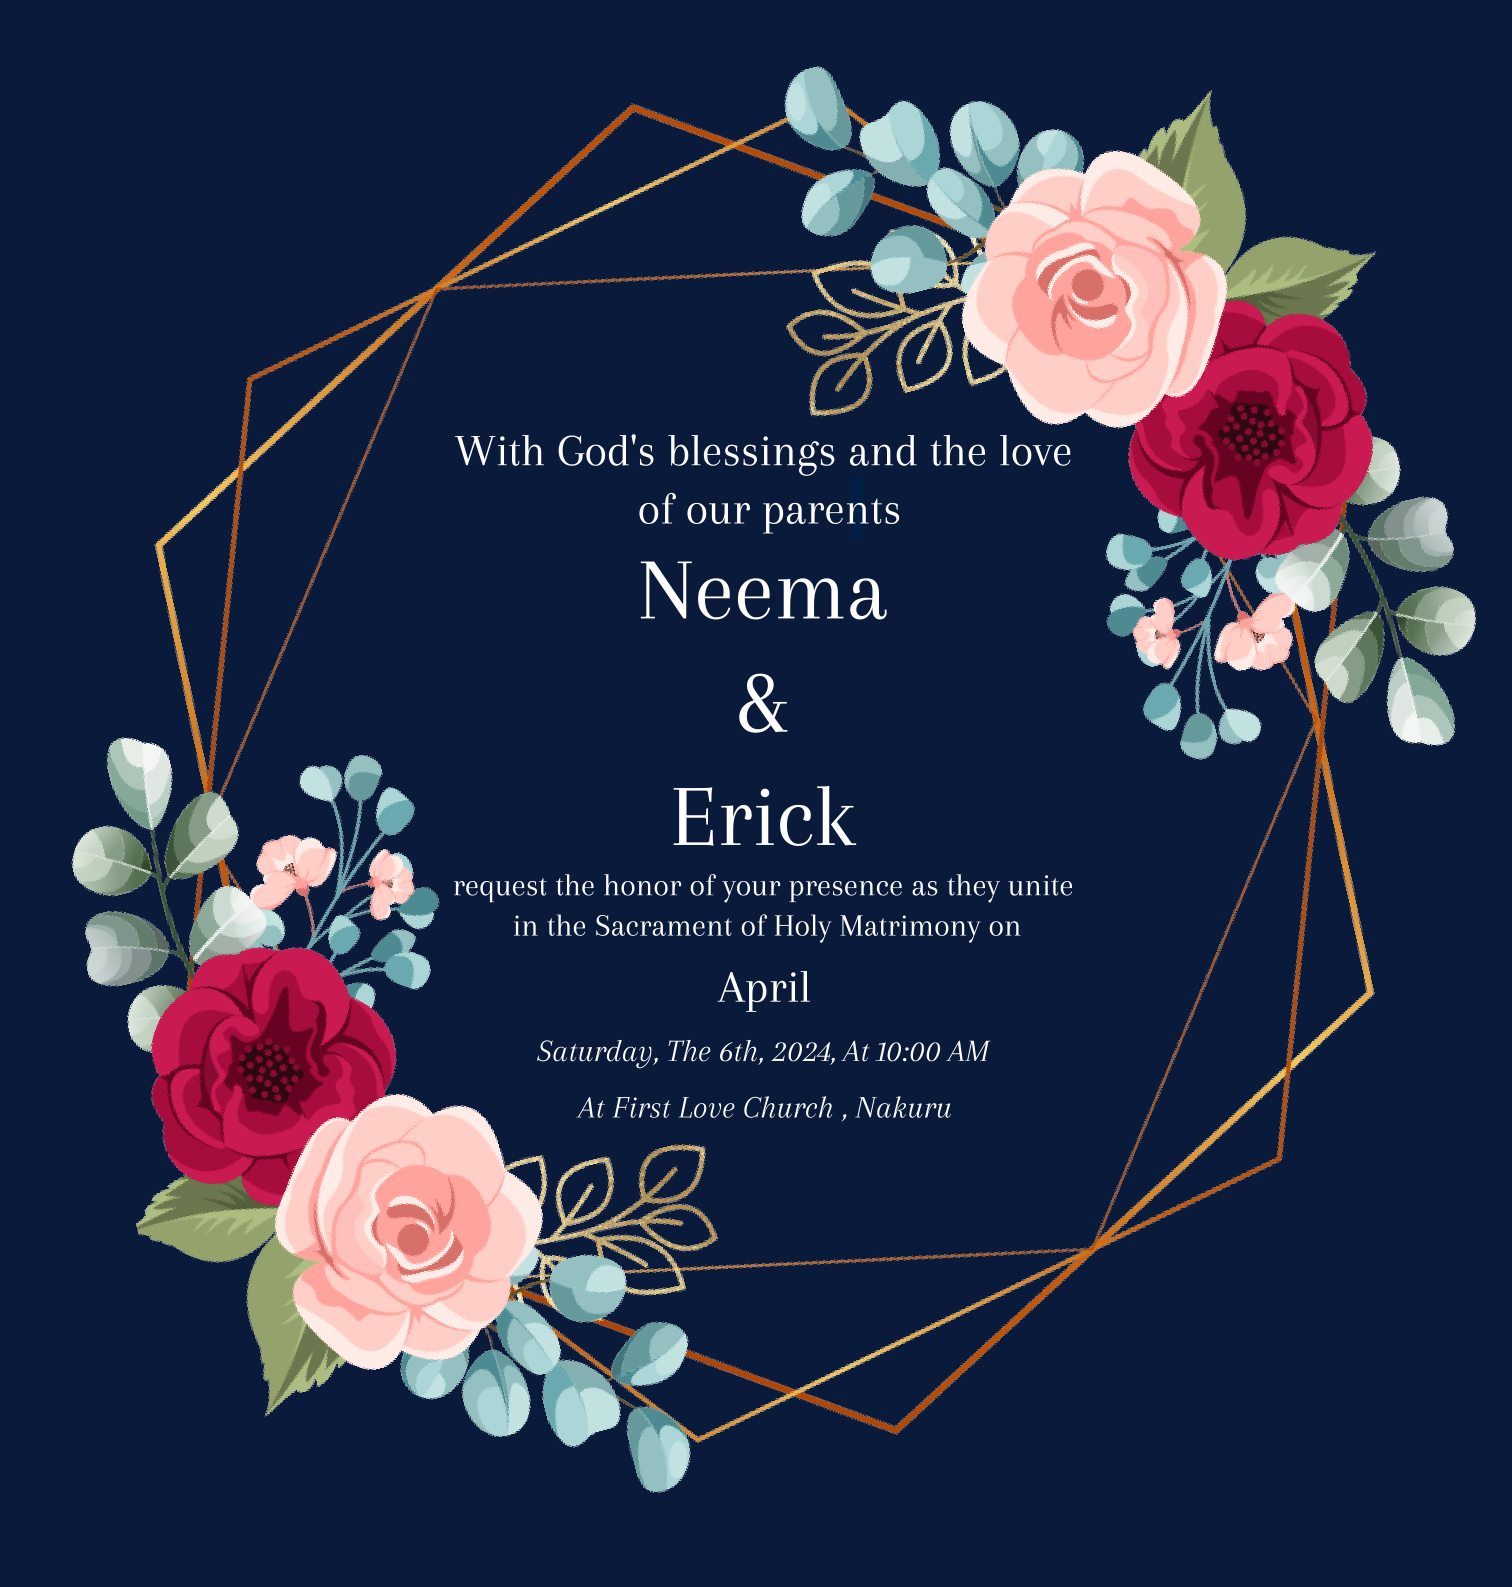 With God's blessings and the love
of our parents
Neema
&
Erick
request the honor of your presence as they unite
in the Sacrament of Holy Matrimony on
April
Saturday, The 6th, 2024, At 10:00 AM
At First Love Church , Nakuru